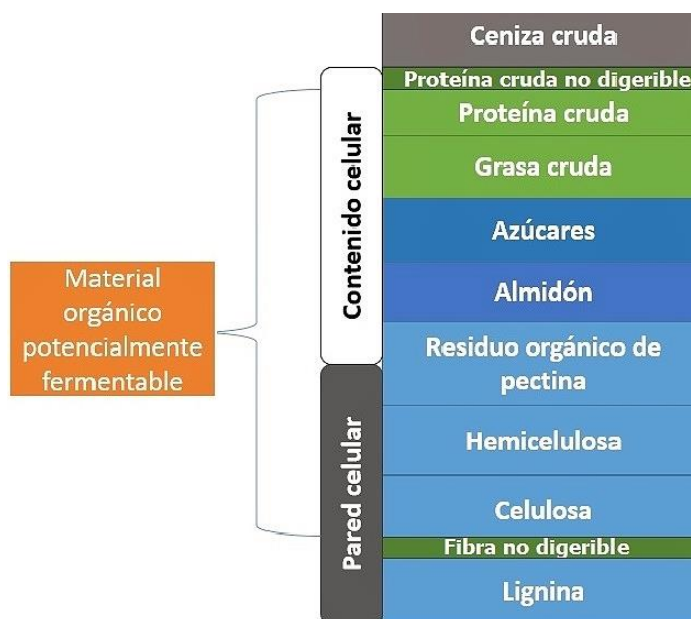 Ceniza cruda
Proteína cruda no digerible
Proteína cruda
Grasa cruda
Azúcares
Almidón
Residuo orgánico de
pectina
Hemicelulosa
Celulosa
Fibra no digerible
Lignina
Contenido celular
Pared celular
Material
orgánico
potencialmente
fermentable